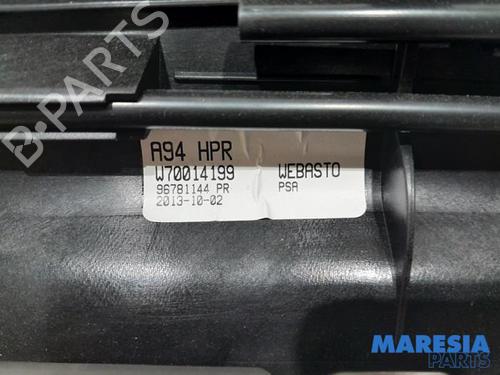 B-PARTS
A94 HPR
W70014199 WEBASTO
96781144 PR PSA
2013-10-02
MARESIA
PARTS